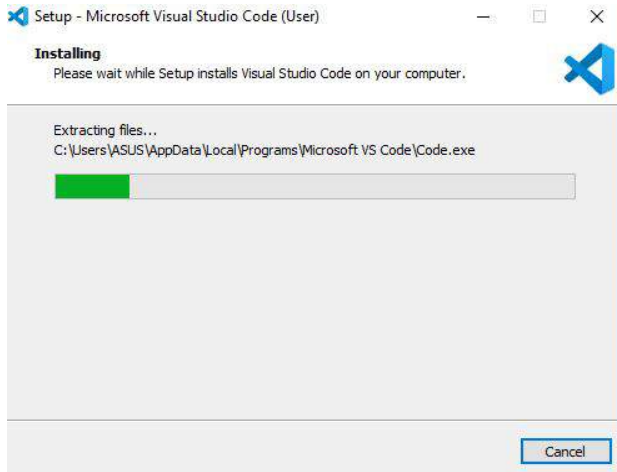 Setup - Microsoft Visual Studio Code (User)
Installing
Please wait while Setup installs Visual Studio Code on your computer.
Extracting files...
C:\Users\ASUS\AppData\Local\Programs\Microsoft VS Code\Code.exe
Cancel